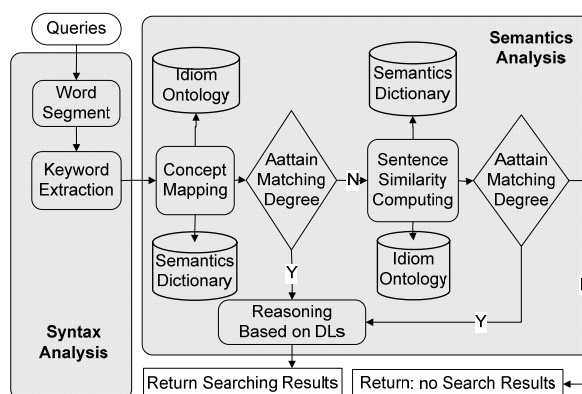 Queries
Word
Segment
Keyword
Extraction
Syntax
Analysis
Semantics
Analysis
Idiom
Ontology
Concept
Mapping
Semantics
Dictionary
Aattain
Matching
Degree
N
Y
Semantics
Dictionary
Sentence
Similarity
Computing
Idiom
Ontology
Aattain
Matching
Degree
Y
Reasoning
Based on DLs
Return Searching Results
Return: no Search Results